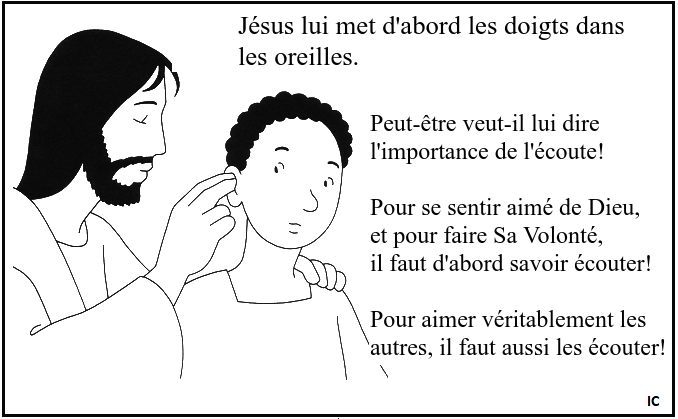 Jésus lui met d'abord les doigts dans
les oreilles.
Peut-être veut-il lui dire
l'importance de l'écoute!
Pour se sentir aimé de Dieu,
et pour faire Sa Volonté,
il faut d'abord savoir écouter!
Pour aimer véritablement les
autres, il faut aussi les écouter!
IC